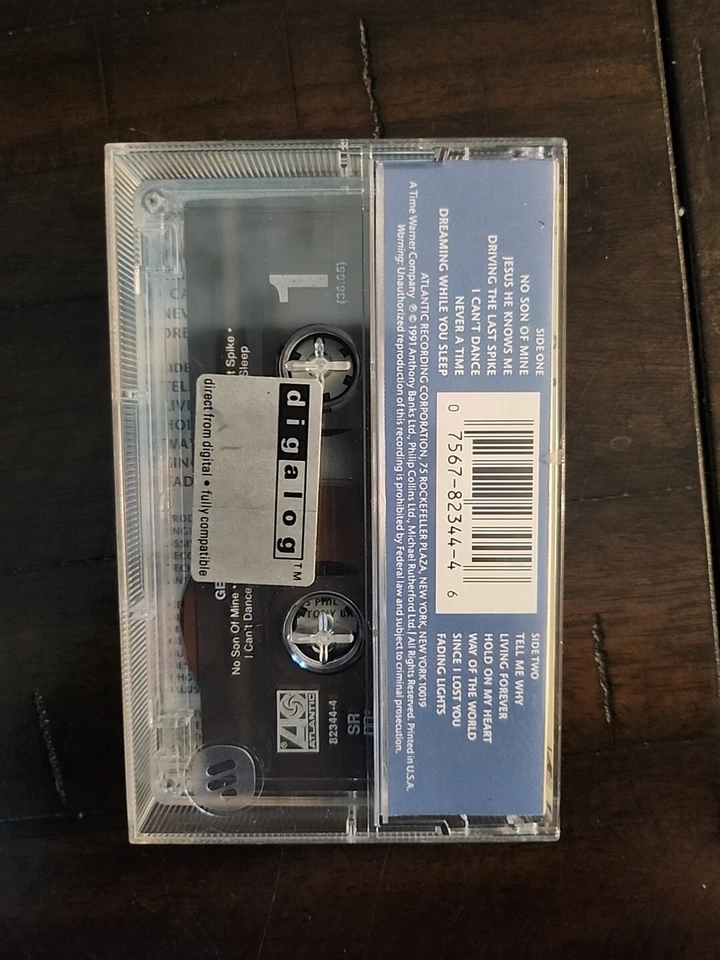 SIDE ONE
NO SON OF MINE
JESUS HE KNOWS ME
DRIVING THE LAST SPIKE
I CAN'T DANCE
NEVER A TIME
DREAMING WHILE YOU SLEEP
0 7567-82344-4 6
SIDE TWO
TELL ME WHY
LIVING FOREVER
HOLD ON MY HEART
WAY OF THE WORLD
SINCE I LOST YOU
FADING LIGHTS
ATLANTIC RECORDING CORPORATION, 75 ROCKEFELLER PLAZA, NEW YORK, NEW YORK 10019
A Time Warner Company ℗ © 1991 Anthony Banks Ltd., Philip Collins Ltd., Michael Rutherford Ltd. All Rights Reserved. Printed in U.S.A.
Warning: Unauthorized reproduction of this recording is prohibited by Federal law and subject to criminal prosecution.
1
(36:05)
digalog TM
direct from digital • fully compatible
t Spike •
Sleep
GE
No Son Of Mine •
I Can't Dance
ATLANTIC
82344-4
SR